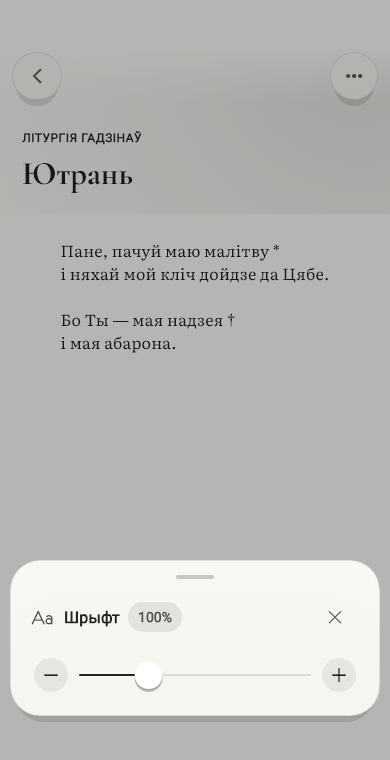 ЛІТУРГІЯ ГАДЗІНАЎ
Ютрань
Пане, пачуй маю малітву *
і няхай мой кліч дойдзе да Цябе.
Бо Ты — мая надзея †
і мая абарона.
Aa Шрыфт 100%